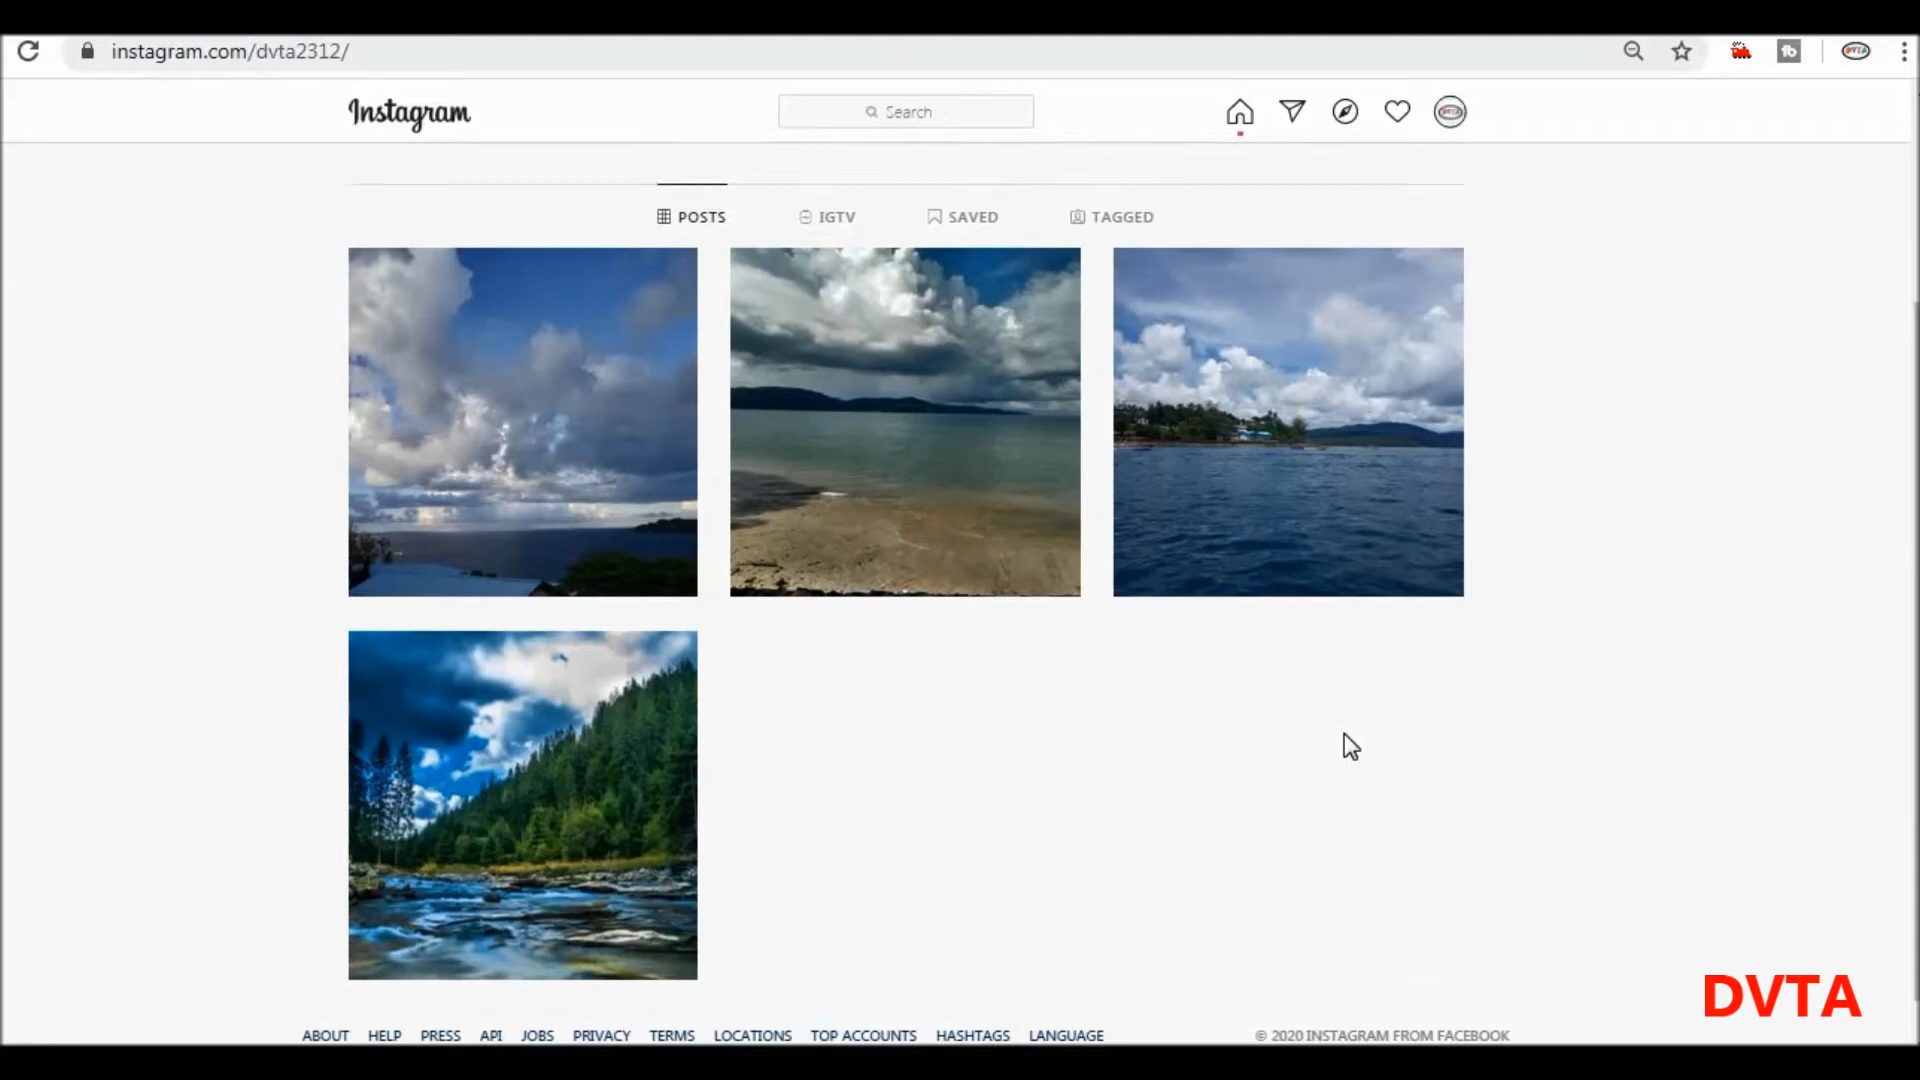 instagram.com/dvta2312/
Instagram
Search
POSTS IGTV SAVED TAGGED
DVTA
ABOUT HELP PRESS API JOBS PRIVACY TERMS LOCATIONS TOP ACCOUNTS HASHTAGS LANGUAGE © 2020 INSTAGRAM FROM FACEBOOK